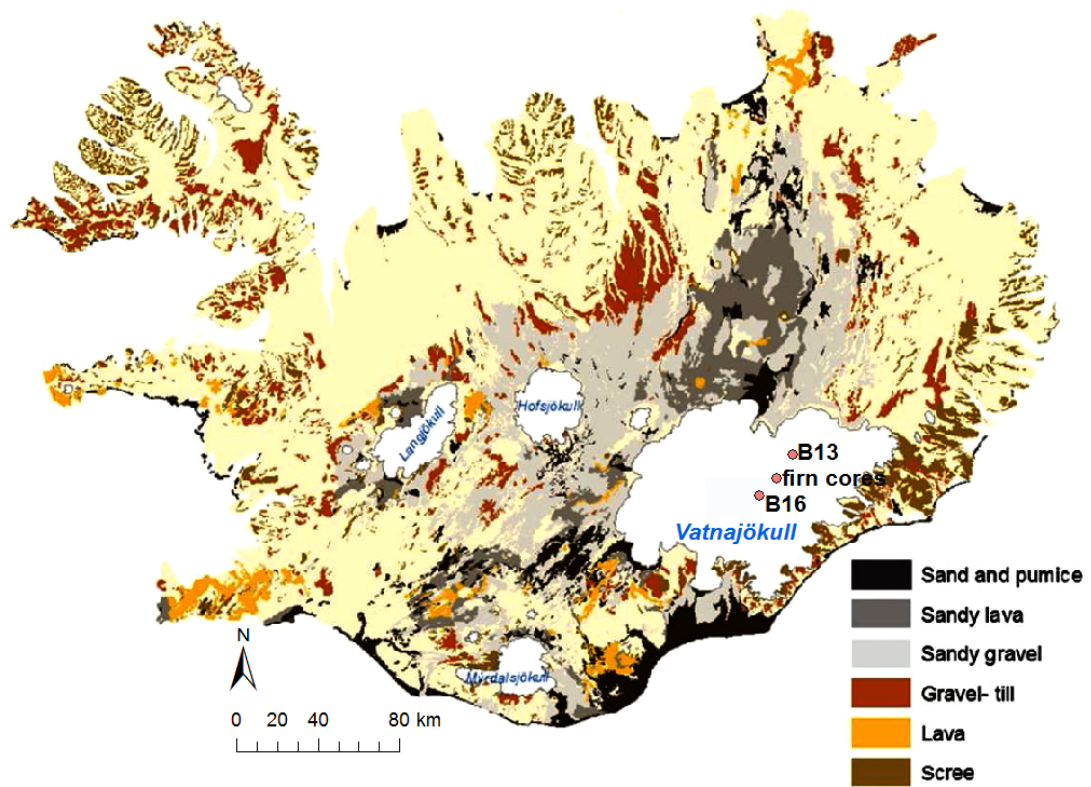 Langjökull
Hofsjökull
B13
firn cores
B16
Vatnajökull
Sand and pumice
Sandy lava
Sandy gravel
Gravel- till
Lava
Scree
Myrdalsjökull
N
0 20 40 80 km